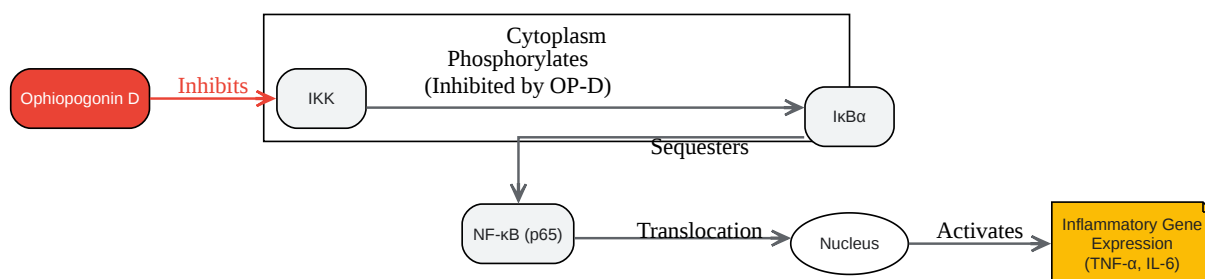 Cytoplasm
Phosphorylates
(Inhibited by OP-D)
Ophiopogonin D
Inhibits
IKK
IκBα
Sequesters
NF-κB (p65)
Translocation
Nucleus
Activates
Inflammatory Gene
Expression
(TNF-α, IL-6)